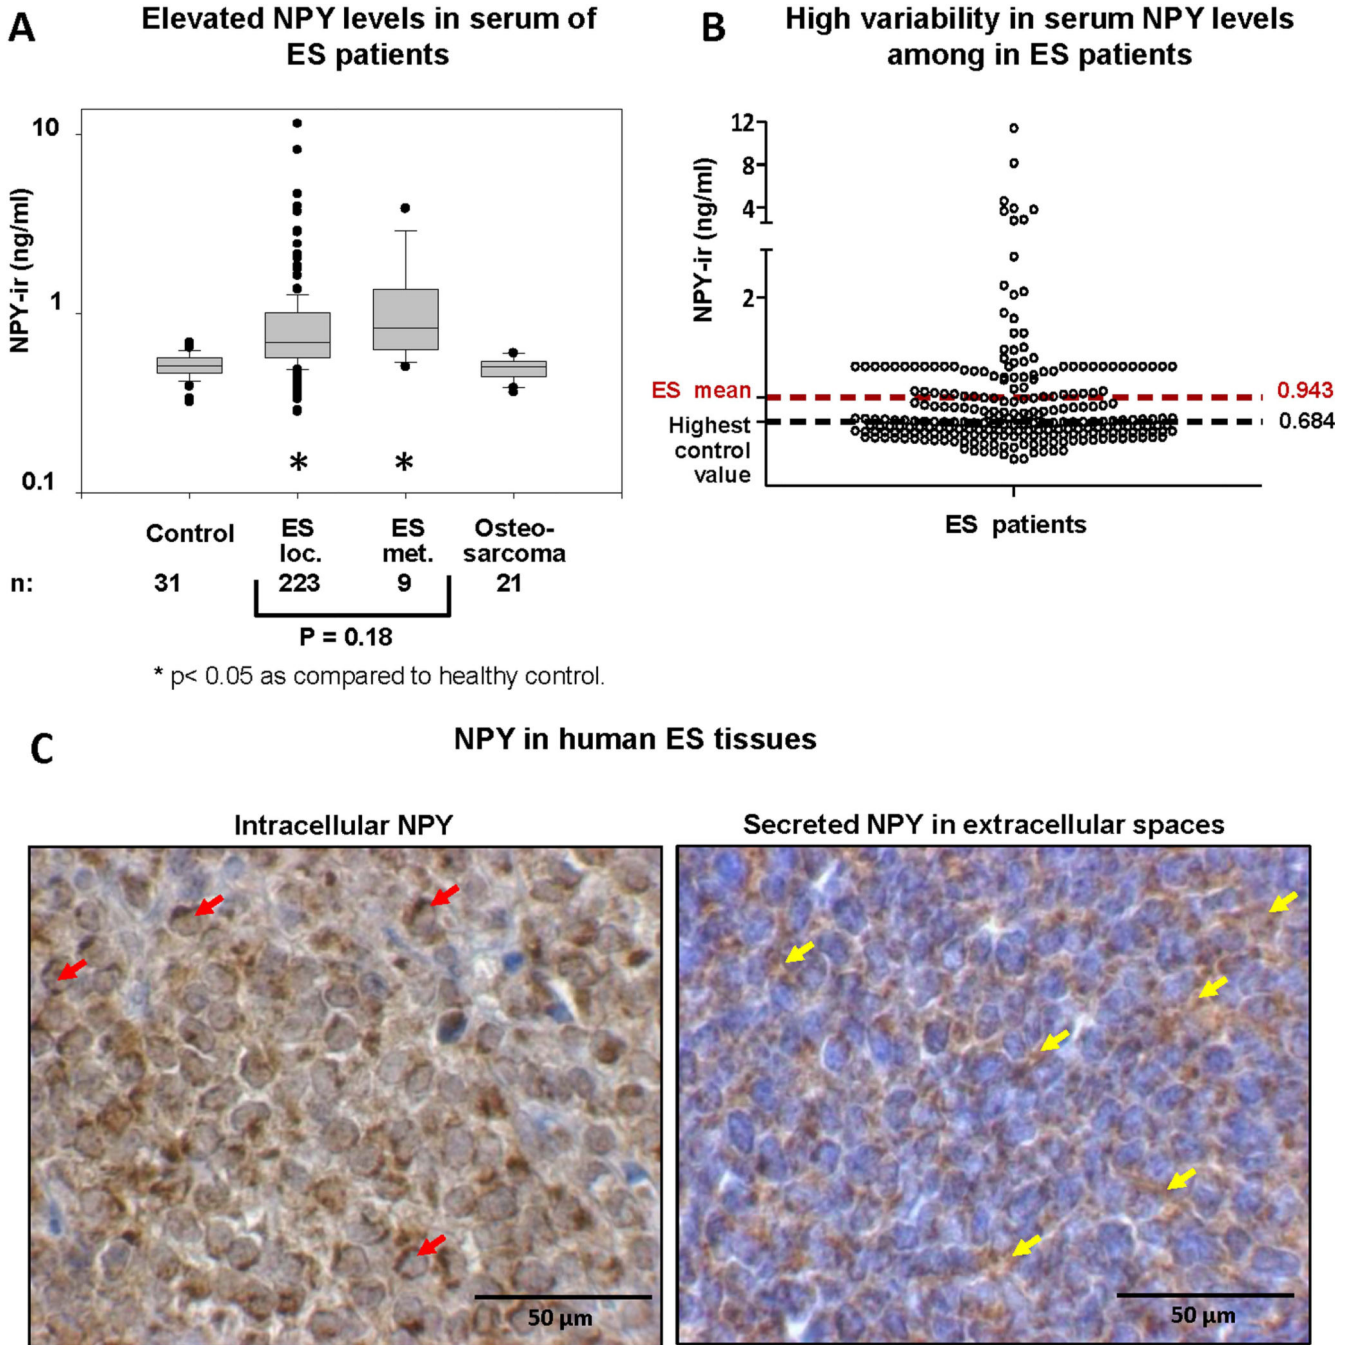 A
Elevated NPY levels in serum of
ES patients
NPY-ir (ng/ml)
10
1
0.1
*
*
Control
ES
loc.
ES
met.
Osteo-
sarcoma
n:
31
223
9
21
P = 0.18
* p< 0.05 as compared to healthy control.
B
High variability in serum NPY levels
among in ES patients
NPY-ir (ng/ml)
12
8
4
2
ES mean
0.943
Highest
control
value
0.684
ES patients
C
NPY in human ES tissues
Intracellular NPY
Secreted NPY in extracellular spaces
50 µm
50 µm